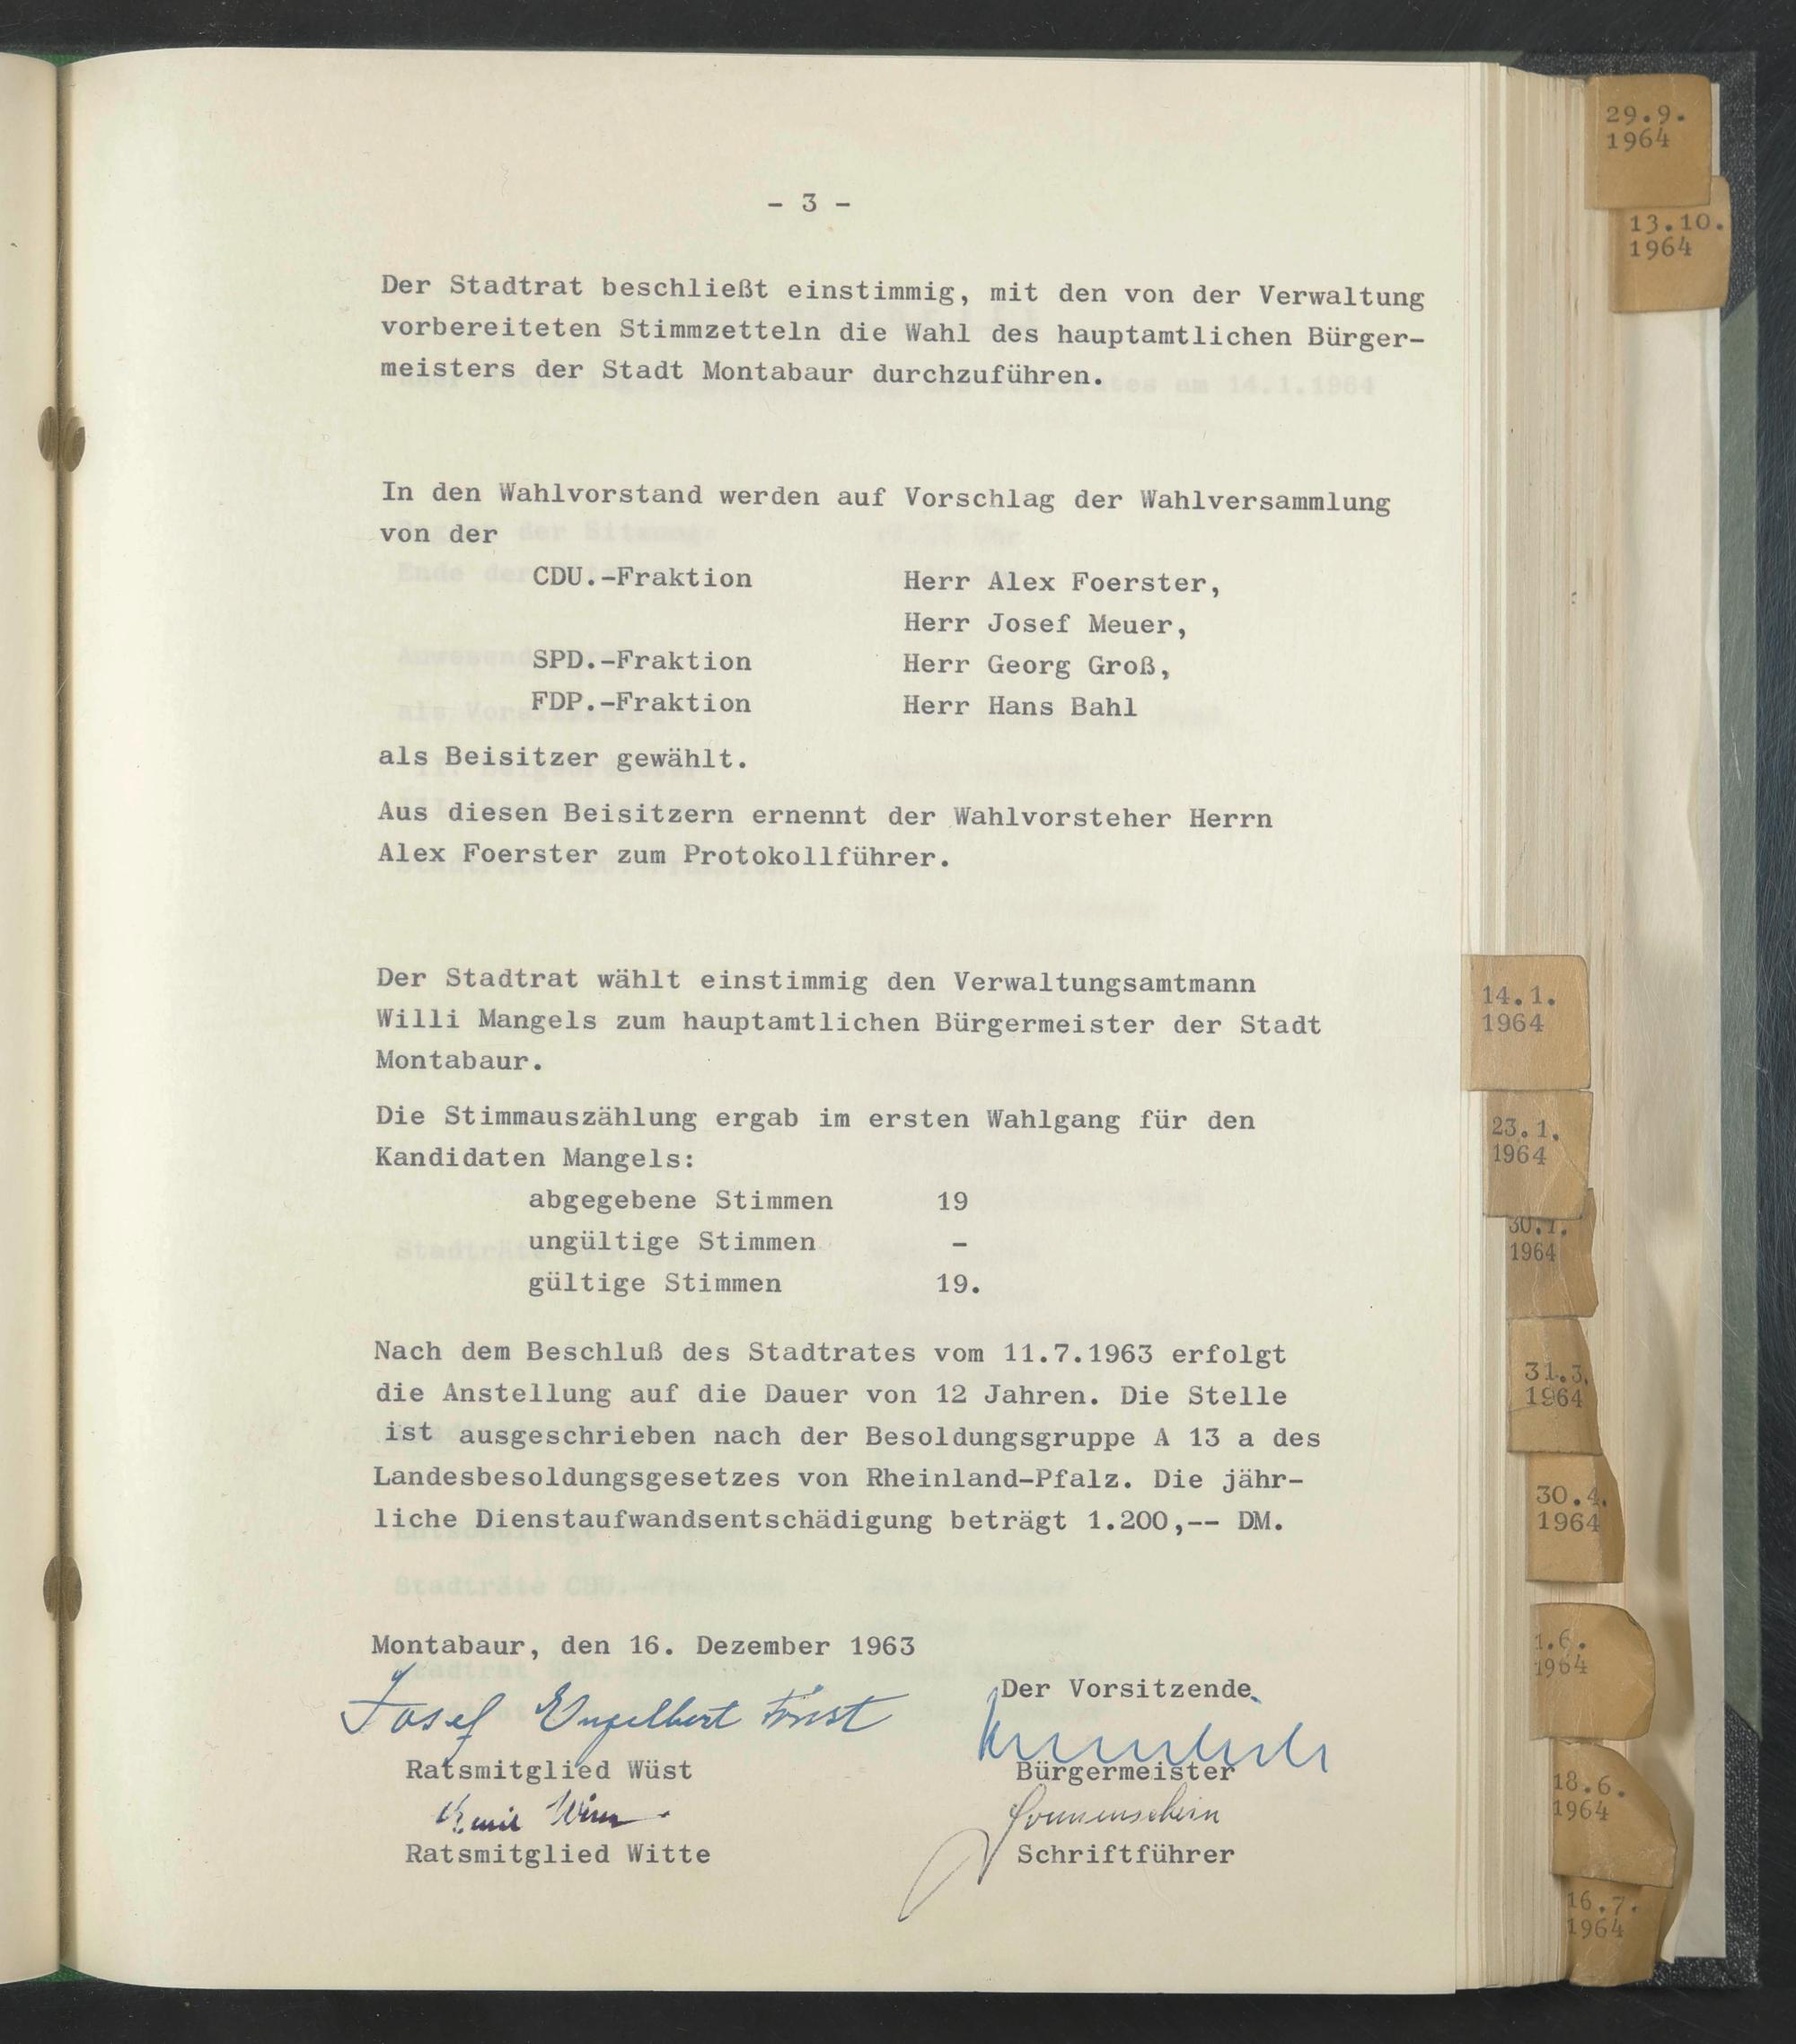 - 3 -
Der Stadtrat beschließt einstimmig, mit den von der Verwaltung
vorbereiteten Stimmzetteln die Wahl des hauptamtlichen Bürger-
meisters der Stadt Montabaur durchzuführen.
In den Wahlvorstand werden auf Vorschlag der Wahlversammlung
von der
CDU.-Fraktion Herr Alex Foerster,
Herr Josef Meuer,
SPD.-Fraktion Herr Georg Groß,
FDP.-Fraktion Herr Hans Bahl
als Beisitzer gewählt.
Aus diesen Beisitzern ernennt der Wahlvorsteher Herrn
Alex Foerster zum Protokollführer.
Der Stadtrat wählt einstimmig den Verwaltungsamtmann
Willi Mangels zum hauptamtlichen Bürgermeister der Stadt
Montabaur.
Die Stimmauszählung ergab im ersten Wahlgang für den
Kandidaten Mangels:
abgegebene Stimmen 19
ungültige Stimmen –
gültige Stimmen 19.
Nach dem Beschluß des Stadtrates vom 11.7.1963 erfolgt
die Anstellung auf die Dauer von 12 Jahren. Die Stelle
ist ausgeschrieben nach der Besoldungsgruppe A 13 a des
Landesbesoldungsgesetzes von Rheinland-Pfalz. Die jähr-
liche Dienstaufwandsentschädigung beträgt 1.200,-- DM.
Montabaur, den 16. Dezember 1963
Der Vorsitzende
Josef Engelbert Wüst
Ratsmitglied Wüst Bürgermeister
Sonnenschein
Ratsmitglied Witte Schriftführer
29.9.
1964
13.10.
1964
14.1.
1964
23.1.
1964
30.1.
1964
31.3.
1964
30.4.
1964
1.6.
1964
18.6.
1964
16.7.
1964